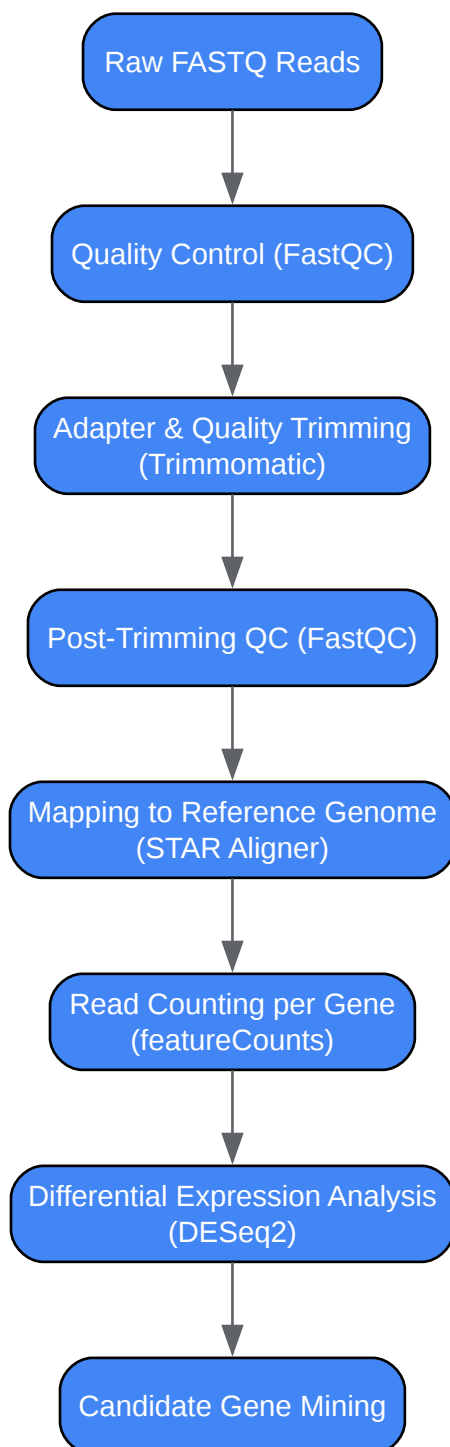 Raw FASTQ Reads
Quality Control (FastQC)
Adapter & Quality Trimming
(Trimmomatic)
Post-Trimming QC (FastQC)
Mapping to Reference Genome
(STAR Aligner)
Read Counting per Gene
(featureCounts)
Differential Expression Analysis
(DESeq2)
Candidate Gene Mining